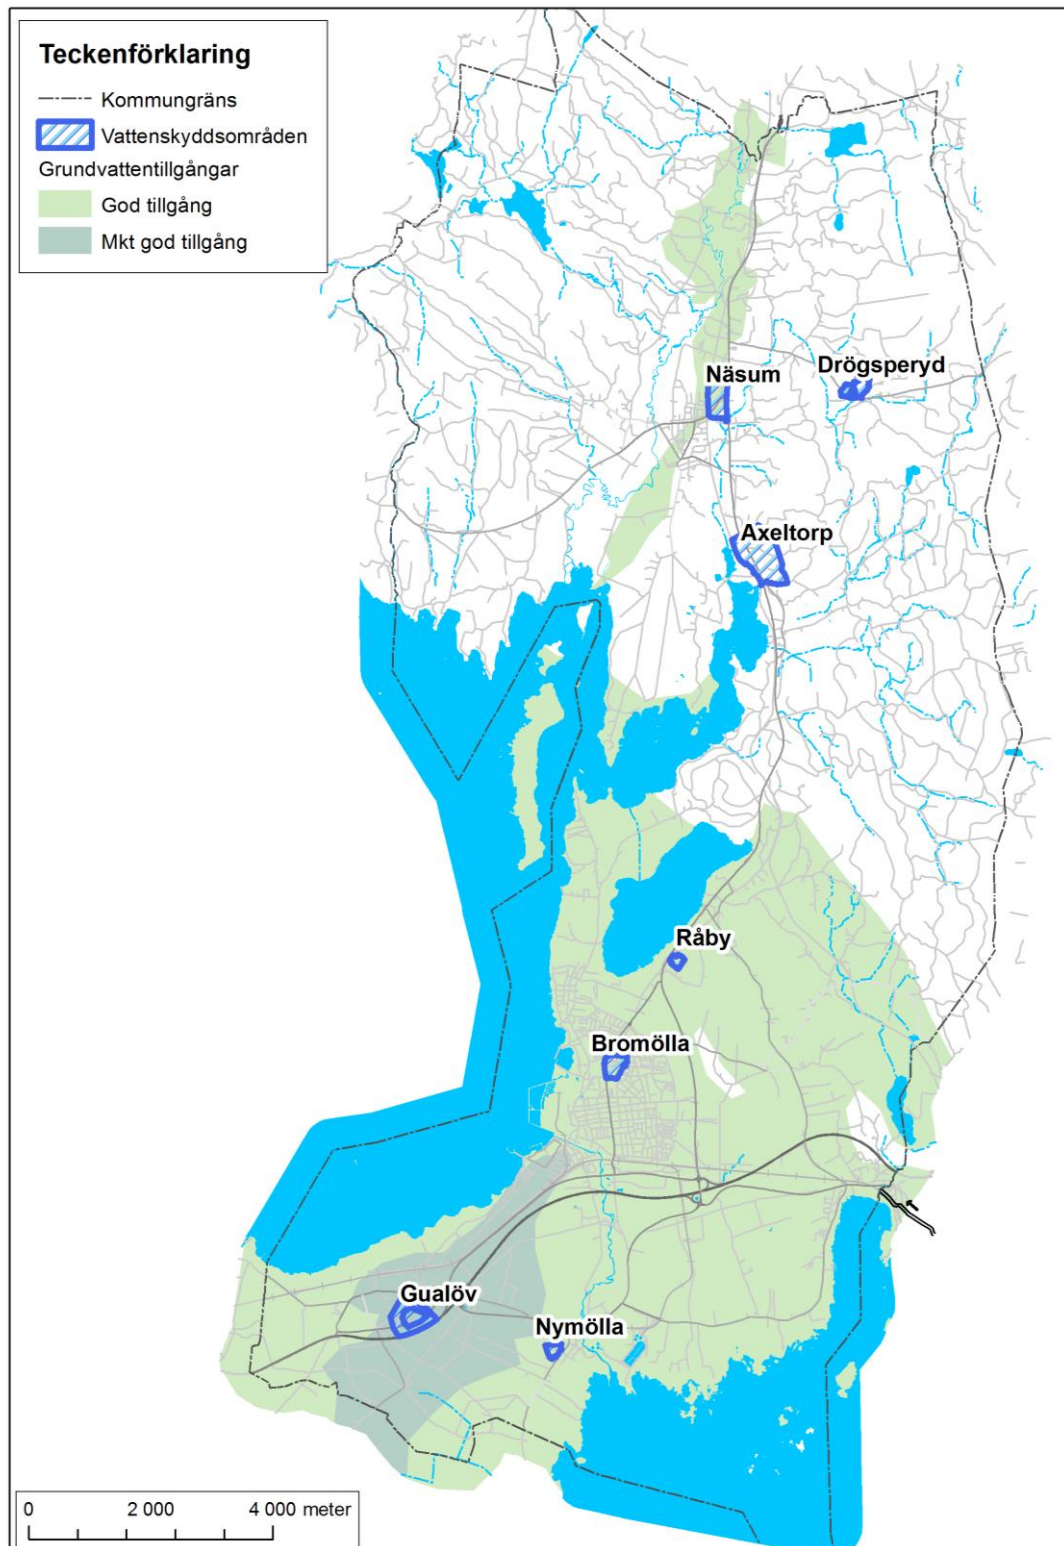 Teckenförklaring
Kommungräns
Vattenskyddsområden
Grundvattentillgångar
God tillgång
Mkt god tillgång
Drögsperyd
Näsum
Axeltorp
Råby
Bromölla
Gualöv
Nymölla
0 2 000 4 000 meter